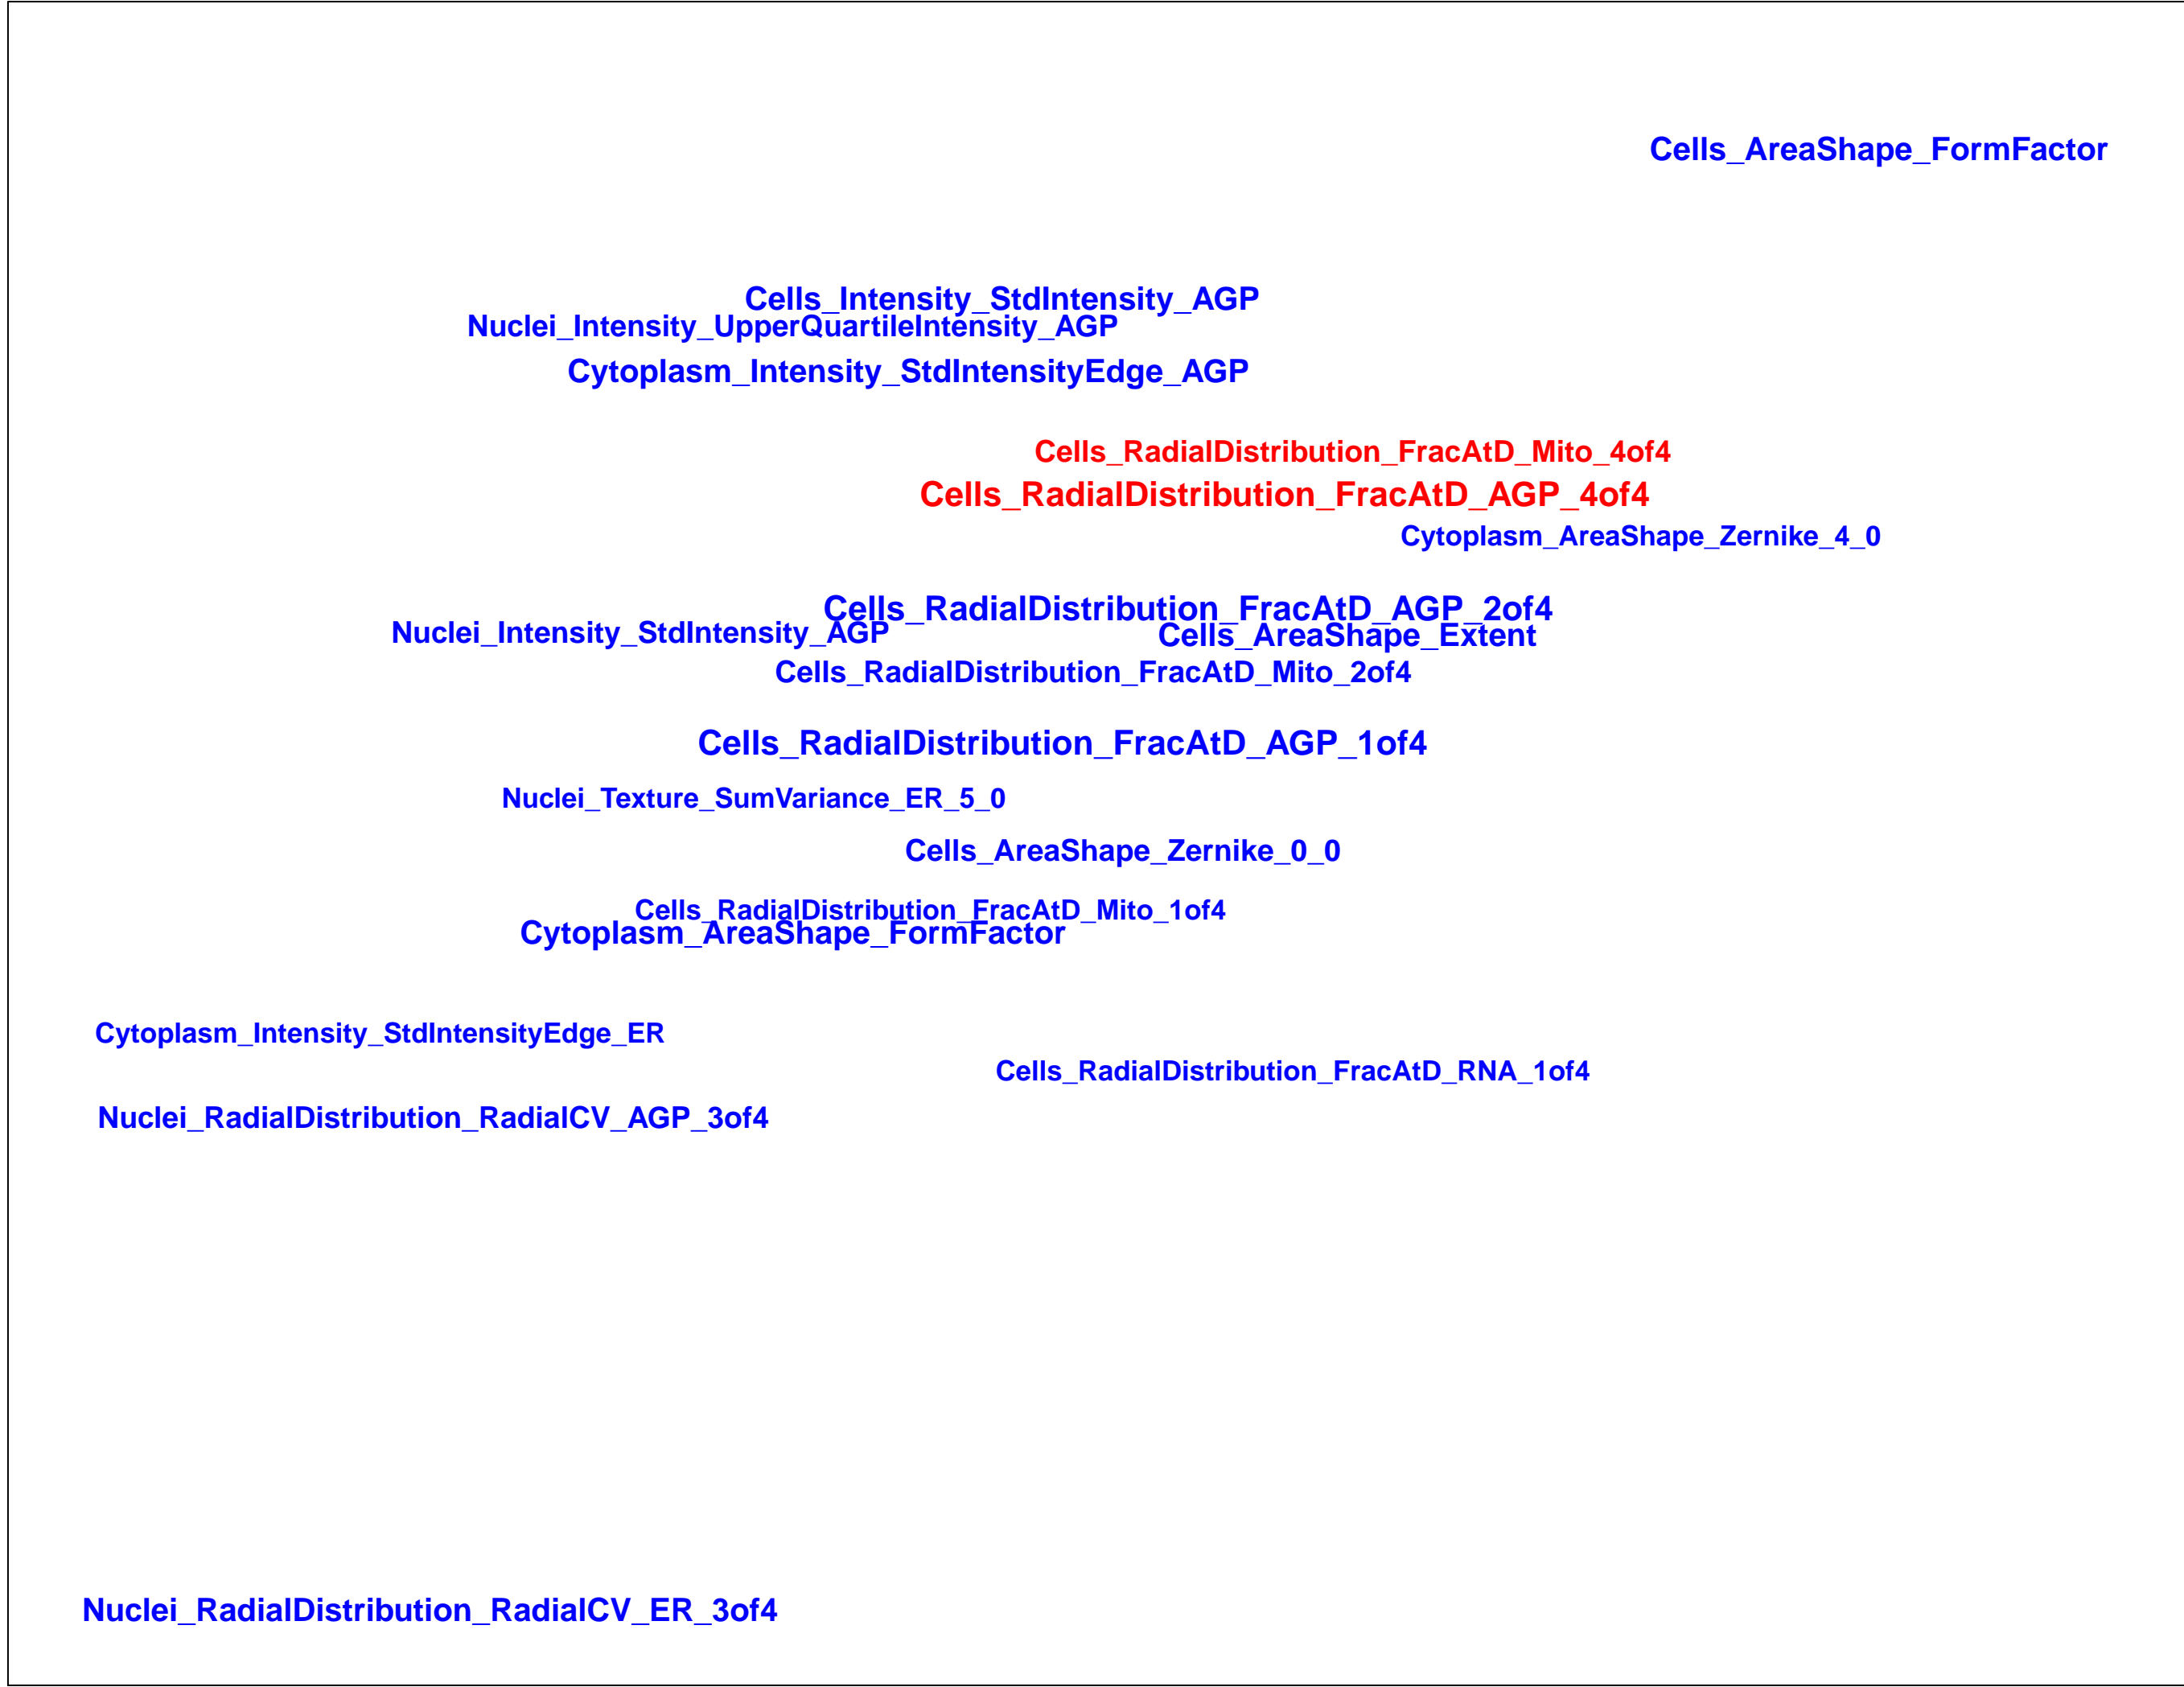 Cells_AreaShape_FormFactor
Cells_Intensity_StdIntensity_AGP
Nuclei_Intensity_UpperQuartileIntensity_AGP
Cytoplasm_Intensity_StdIntensityEdge_AGP
Cells_RadialDistribution_FracAtD_Mito_4of4
Cells_RadialDistribution_FracAtD_AGP_4of4
Cytoplasm_AreaShape_Zernike_4_0
Cells_RadialDistribution_FracAtD_AGP_2of4
Nuclei_Intensity_StdIntensity_AGP
Cells_AreaShape_Extent
Cells_RadialDistribution_FracAtD_Mito_2of4
Cells_RadialDistribution_FracAtD_AGP_1of4
Nuclei_Texture_SumVariance_ER_5_0
Cells_AreaShape_Zernike_0_0
Cells_RadialDistribution_FracAtD_Mito_1of4
Cytoplasm_AreaShape_FormFactor
Cytoplasm_Intensity_StdIntensityEdge_ER
Cells_RadialDistribution_FracAtD_RNA_1of4
Nuclei_RadialDistribution_RadialCV_AGP_3of4
Nuclei_RadialDistribution_RadialCV_ER_3of4